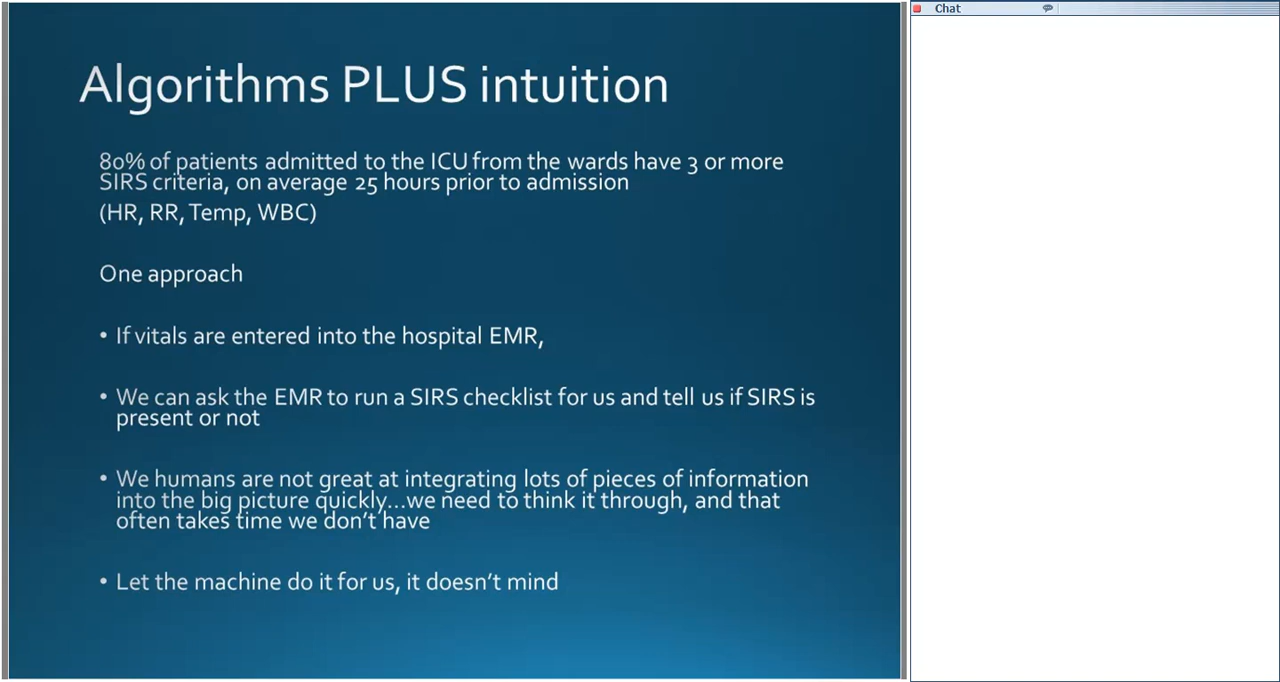 Algorithms PLUS intuition
80% of patients admitted to the ICU from the wards have 3 or more
SIRS criteria, on average 25 hours prior to admission
(HR, RR, Temp, WBC)
One approach
• If vitals are entered into the hospital EMR,
• We can ask the EMR to run a SIRS checklist for us and tell us if SIRS is
present or not
• We humans are not great at integrating lots of pieces of information
into the big picture quickly...we need to think it through, and that
often takes time we don't have
• Let the machine do it for us, it doesn't mind
Chat